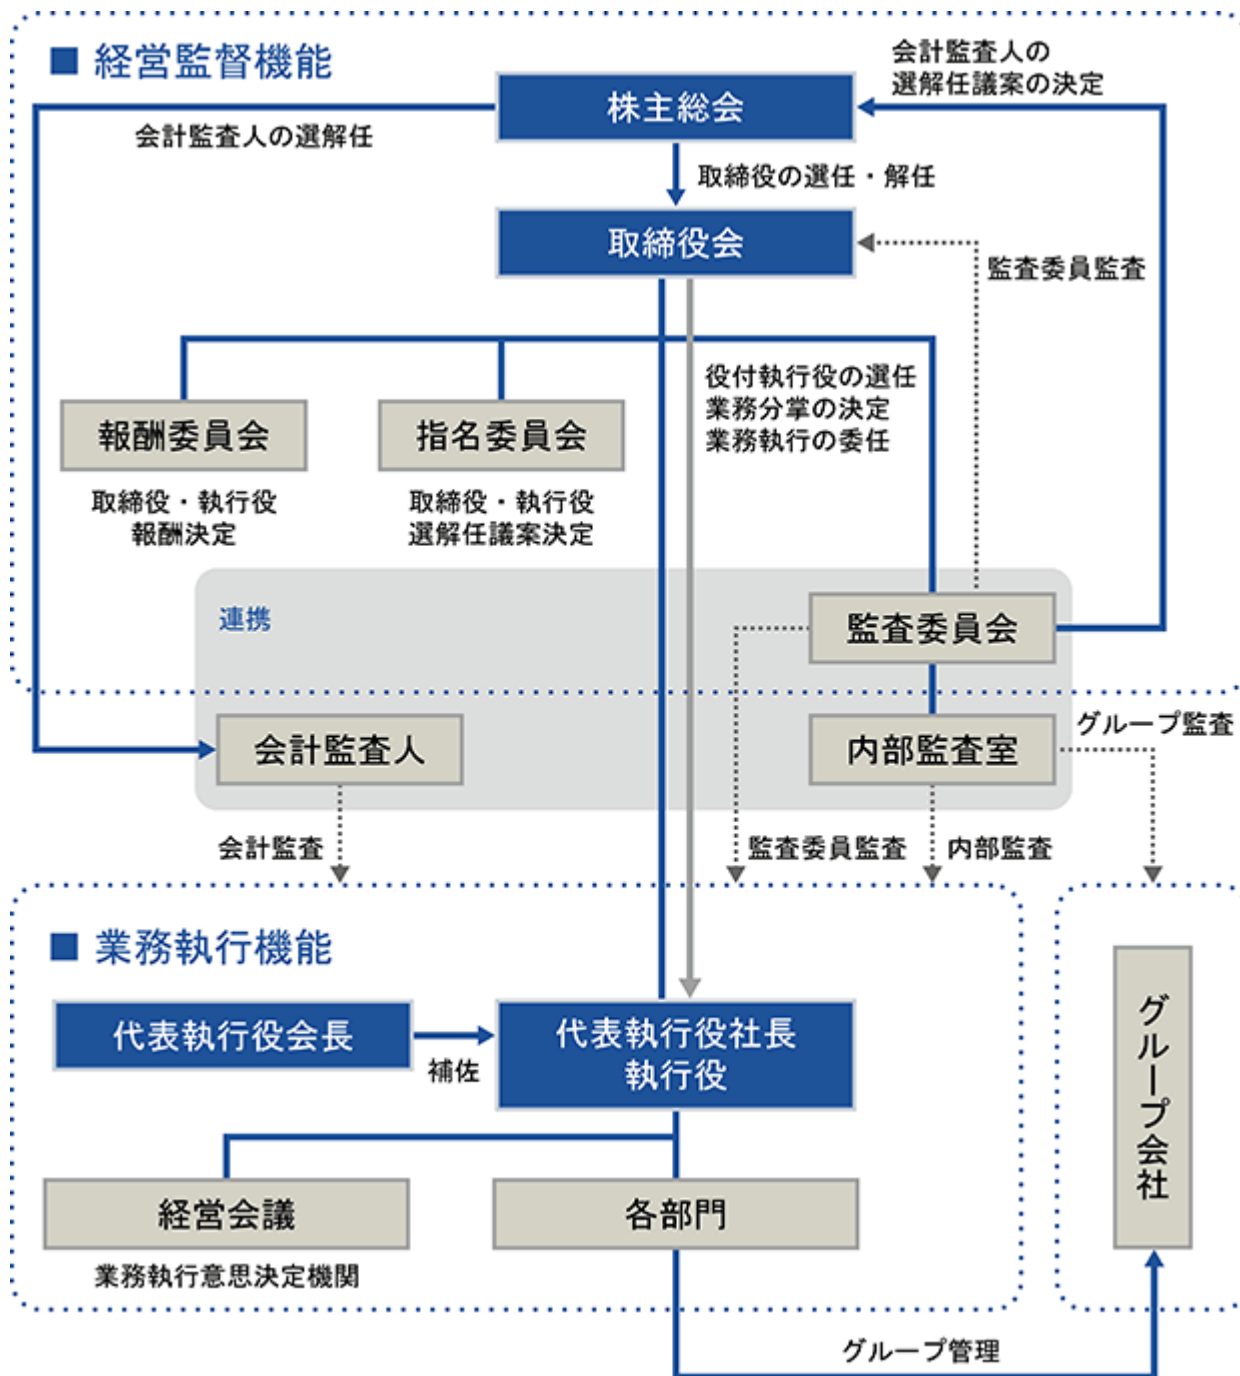 ■ 経営監督機能
会計監査人の
選解任議案の決定
株主総会
会計監査人の選解任
取締役の選任・解任
取締役会
監査委員監査
役付執行役の選任
業務分掌の決定
業務執行の委任
報酬委員会
指名委員会
取締役・執行役
報酬決定
取締役・執行役
選解任議案決定
連携
監査委員会
グループ監査
会計監査人
内部監査室
会計監査
監査委員監査
内部監査
■ 業務執行機能
代表執行役会長
補佐
代表執行役社長
執行役
グループ会社
経営会議
各部門
業務執行意思決定機関
グループ管理